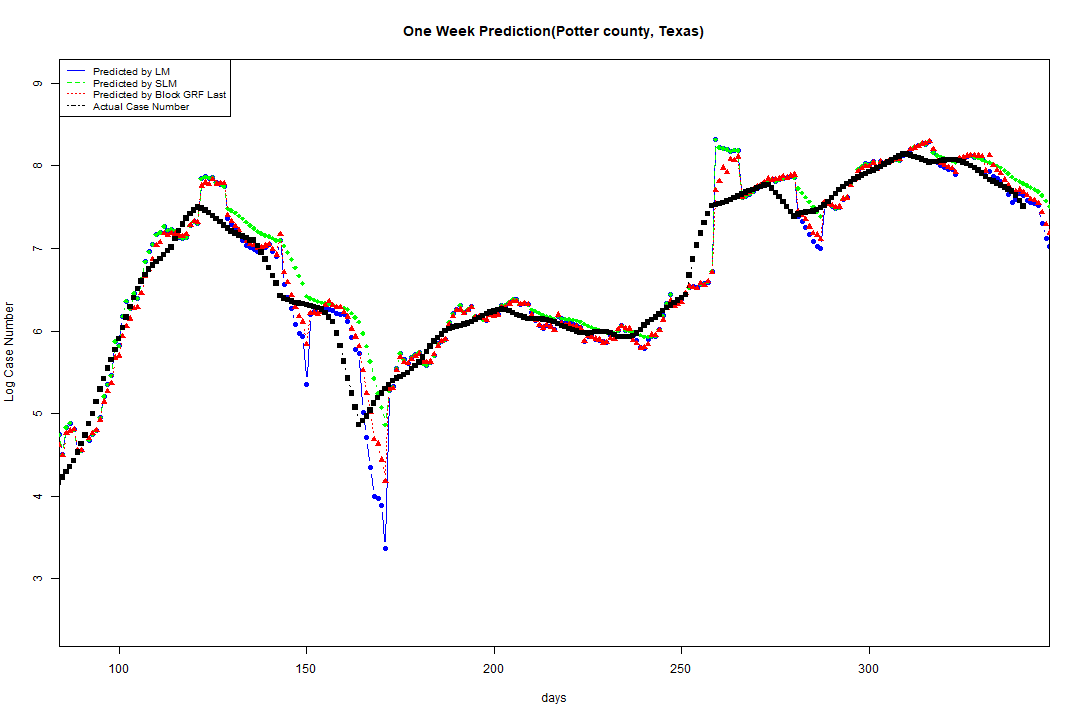 One Week Prediction(Potter county, Texas)
Predicted by LM
Predicted by SLM
Predicted by Block GRF Last
Actual Case Number
9
8
7
6
5
4
3
Log Case Number
100 150 200 250 300
days